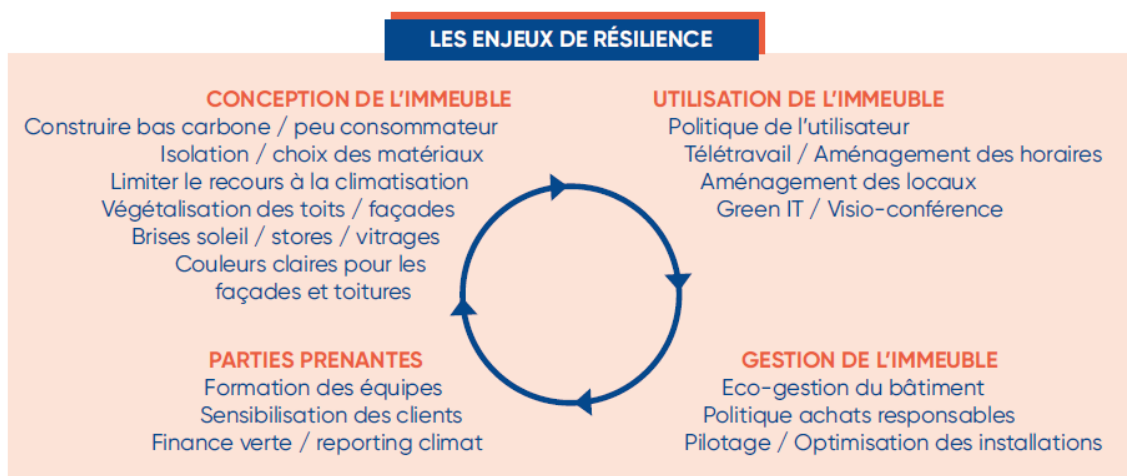 LES ENJEUX DE RÉSILIENCE
CONCEPTION DE L'IMMEUBLE
Construire bas carbone / peu consommateur
Isolation / choix des matériaux
Limiter le recours à la climatisation
Végétalisation des toits / façades
Brises soleil / stores / vitrages
Couleurs claires pour les
façades et toitures
UTILISATION DE L'IMMEUBLE
Politique de l'utilisateur
Télétravail / Aménagement des horaires
Aménagement des locaux
Green IT / Visio-conférence
PARTIES PRENANTES
Formation des équipes
Sensibilisation des clients
Finance verte / reporting climat
GESTION DE L'IMMEUBLE
Eco-gestion du bâtiment
Politique achats responsables
Pilotage / Optimisation des installations